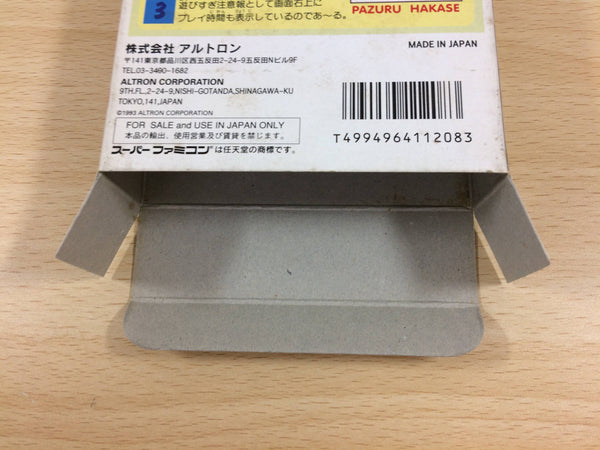 3
遊びすぎ注意報として画面右上に
プレイ時間も表示しているのであ〜る。
PAZURU HAKASE
株式会社 アルトロン
〒141東京都品川区西五反田2-24-9五反田Nビル9F
TEL.03-3490-1682
ALTRON CORPORATION
9TH.FL.,2-24-9,NISHI-GOTANDA,SHINAGAWA-KU
TOKYO,141,JAPAN
©1993 ALTRON CORPORATION
FOR SALE and USE IN JAPAN ONLY
本品の輸出、使用営業及び賃貸を禁じます。
スーパーファミコンは任天堂の商標です。
MADE IN JAPAN
T4994964112083